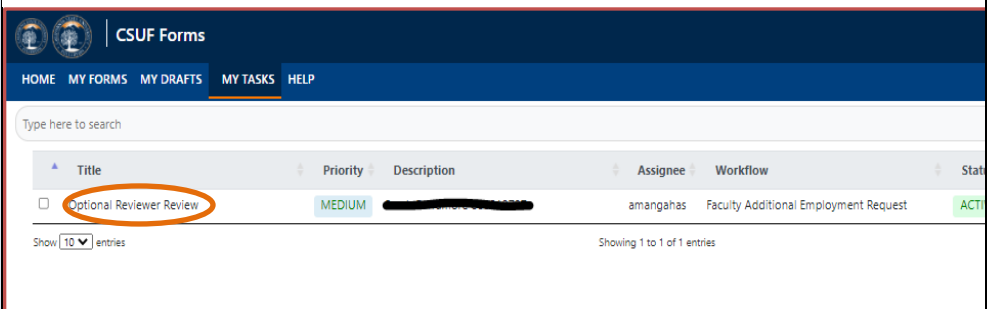 CSUF Forms
HOME MY FORMS MY DRAFTS MY TASKS HELP
Type here to search
Title Priority Description Assignee Workflow
Optional Reviewer Review MEDIUM amangahas Faculty Additional Employment Request
Show 10 entries Showing 1 to 1 of 1 entries